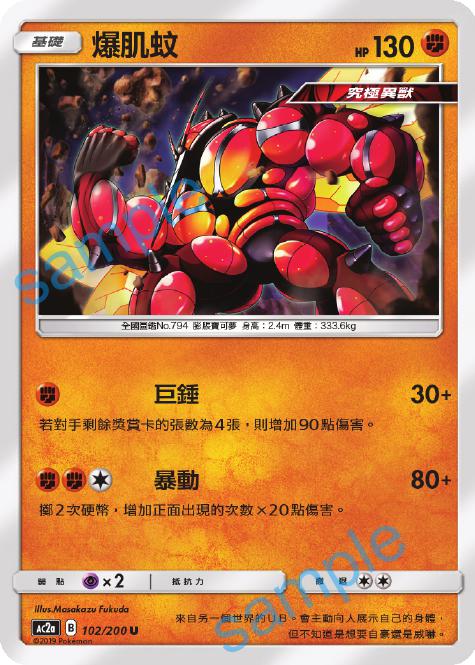 基礎 爆肌蚊 HP 130
究極異獸
全國圖鑑No.794 膨脹寶可夢 身高：2.4m 體重：333.6kg
巨錘 30+
若對手剩餘獎賞卡的張數為4張，則增加90點傷害。
暴動 80+
擲2次硬幣，增加正面出現的次數×20點傷害。
弱點 ×2 抵抗力 撤退
Illus.Masakazu Fukuda
AC2a B 102/200 U
©2019 Pokémon
來自另一個世界的UB。會主動向人展示自己的身體，
但不知道是想要自豪還是威嚇。
sample
sample
sample